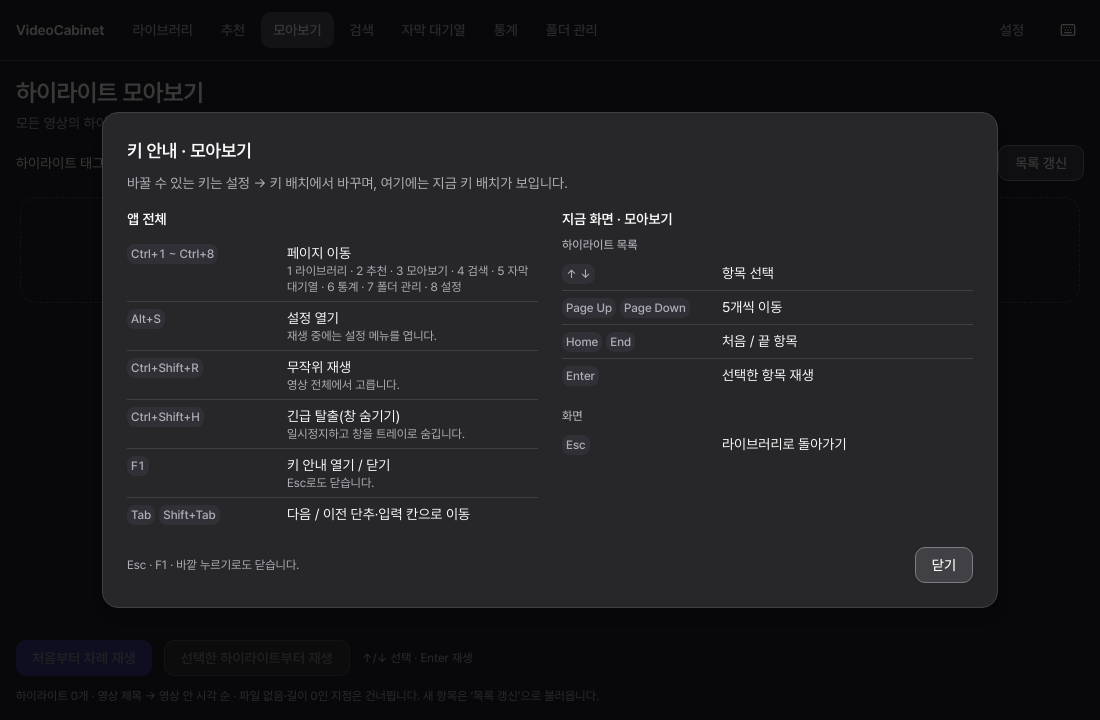 VideoCabinet 라이브러리 추천 모아보기 검색 자막 대기열 통계 폴더 관리 설정
하이라이트 모아보기
모든 영상의 하이
하이라이트 태그
목록 갱신
키 안내 · 모아보기
바꿀 수 있는 키는 설정 → 키 배치에서 바꾸며, 여기에는 지금 키 배치가 보입니다.
앱 전체
Ctrl+1 ~ Ctrl+8 페이지 이동
1 라이브러리 · 2 추천 · 3 모아보기 · 4 검색 · 5 자막
대기열 · 6 통계 · 7 폴더 관리 · 8 설정
Alt+S 설정 열기
재생 중에는 설정 메뉴를 엽니다.
Ctrl+Shift+R 무작위 재생
영상 전체에서 고릅니다.
Ctrl+Shift+H 긴급 탈출(창 숨기기)
일시정지하고 창을 트레이로 숨깁니다.
F1 키 안내 열기 / 닫기
Esc로도 닫습니다.
Tab Shift+Tab 다음 / 이전 단추·입력 칸으로 이동
지금 화면 · 모아보기
하이라이트 목록
↑ ↓ 항목 선택
Page Up Page Down 5개씩 이동
Home End 처음 / 끝 항목
Enter 선택한 항목 재생
화면
Esc 라이브러리로 돌아가기
Esc · F1 · 바깥 누르기로도 닫습니다.
닫기
처음부터 차례 재생 선택한 하이라이트부터 재생 ↑/↓ 선택 · Enter 재생
하이라이트 0개 · 영상 제목 → 영상 안 시각 순 · 파일 없음·길이 0인 지점은 건너뜁니다. 새 항목은 '목록 갱신'으로 불러옵니다.